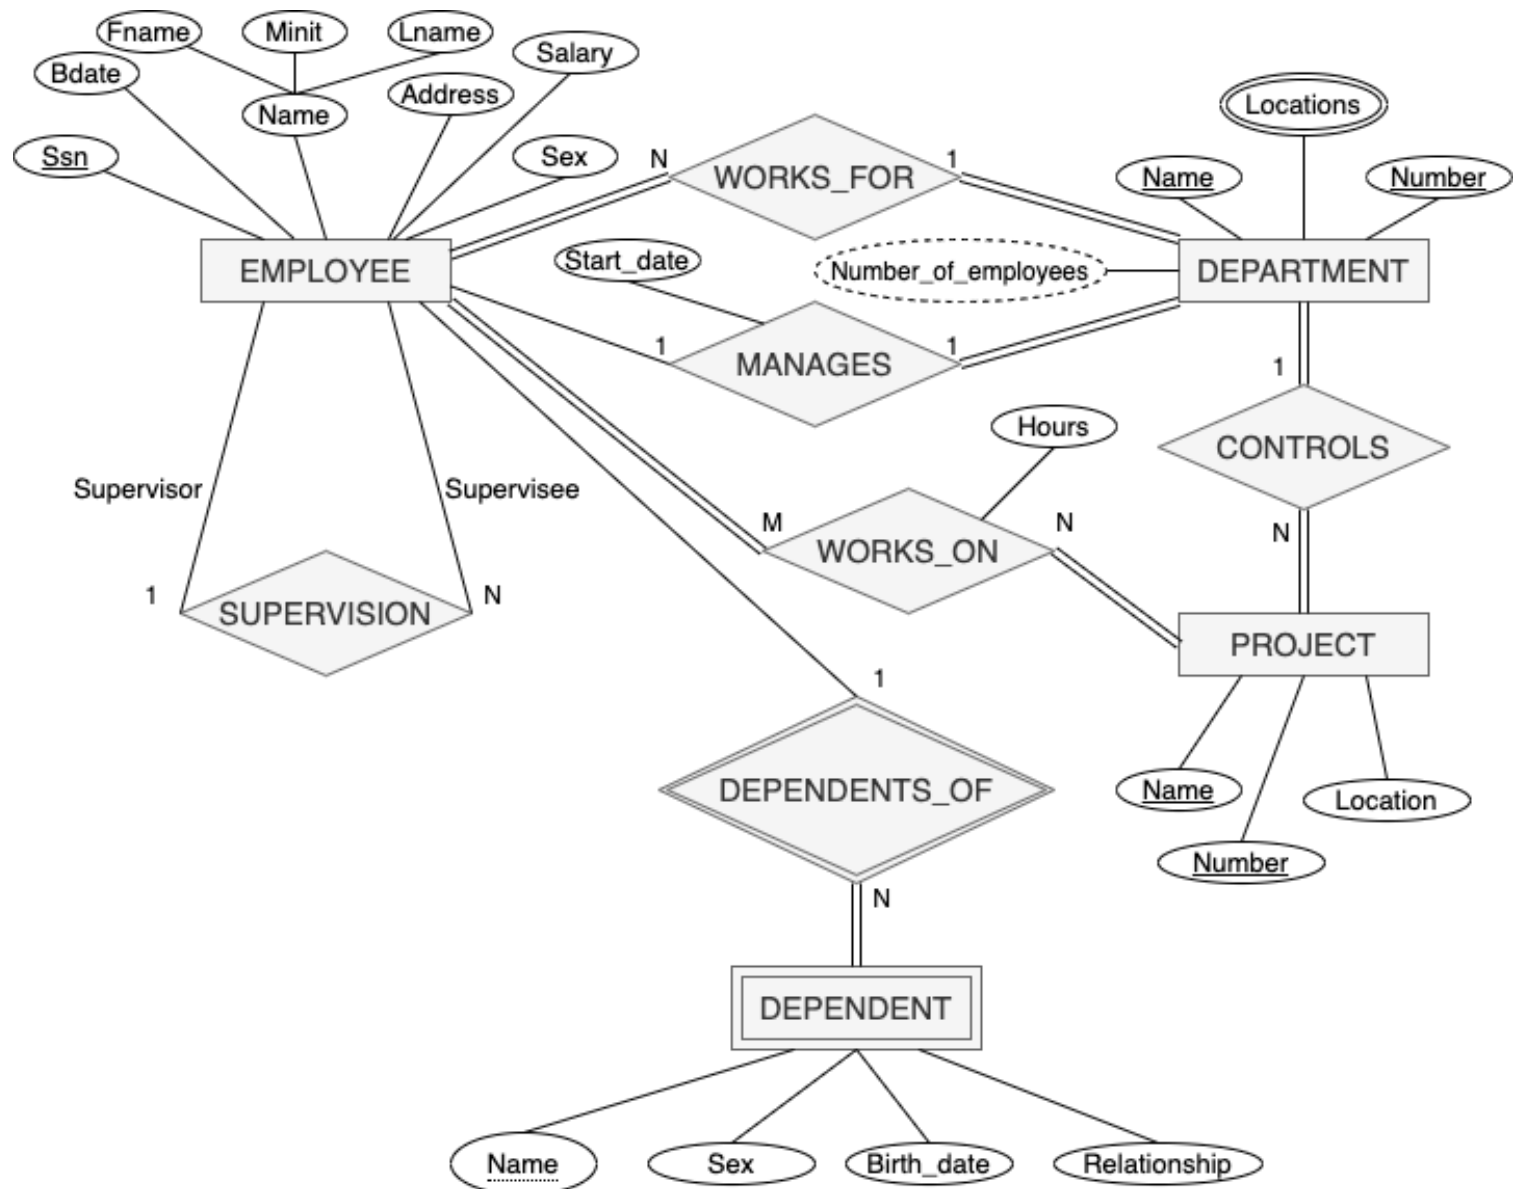 Fname
Minit
Lname
Salary
Bdate
Address
Locations
Name
Ssn
Sex
N
WORKS_FOR
1
Name
Number
EMPLOYEE
Start_date
Number_of_employees
DEPARTMENT
1
MANAGES
1
1
Hours
CONTROLS
Supervisor
Supervisee
M
N
N
WORKS_ON
1
SUPERVISION
N
PROJECT
1
DEPENDENTS_OF
Name
Location
Number
N
DEPENDENT
Name
Sex
Birth_date
Relationship